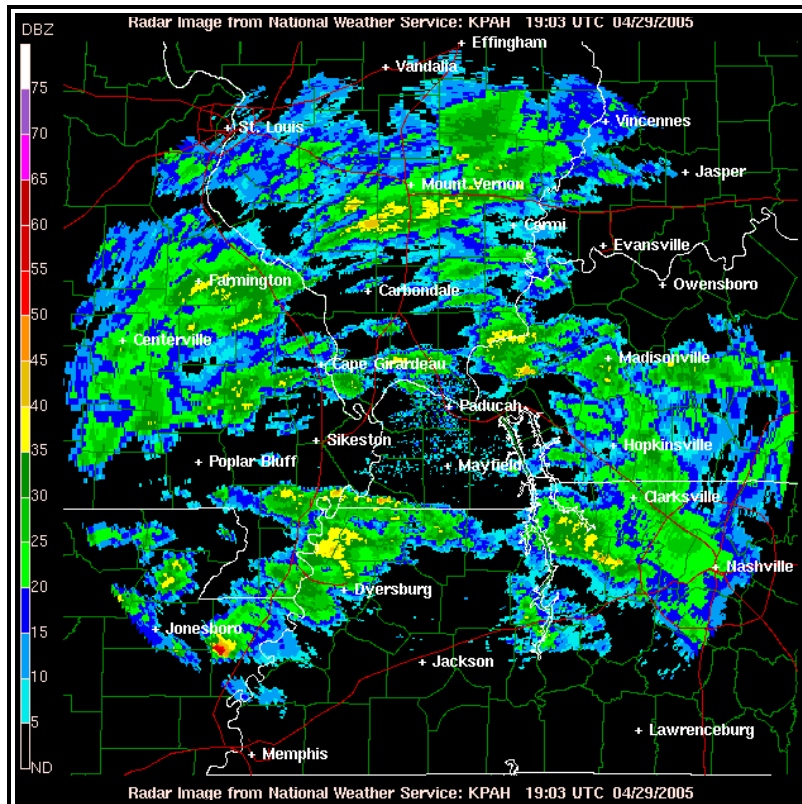 DBZ
Radar Image from National Weather Service: KPAH 19:03 UTC 04/29/2005
Effingham
Vandalia
75
St. Louis
Vincennes
70
Jasper
65
Mount Vernon
60
Carmi
Evansville
55
Farmington
Owensboro
Carbondale
50
Centerville
Madisonville
45
Cape Girardeau
40
Paducah
35
Sikeston
Hopkinsville
Poplar Bluff
Mayfield
30
Clarksville
25
Nashville
20
Dyersburg
15
Jonesboro
Jackson
10
5
Lawrenceburg
Memphis
ND
Radar Image from National Weather Service: KPAH 19:03 UTC 04/29/2005